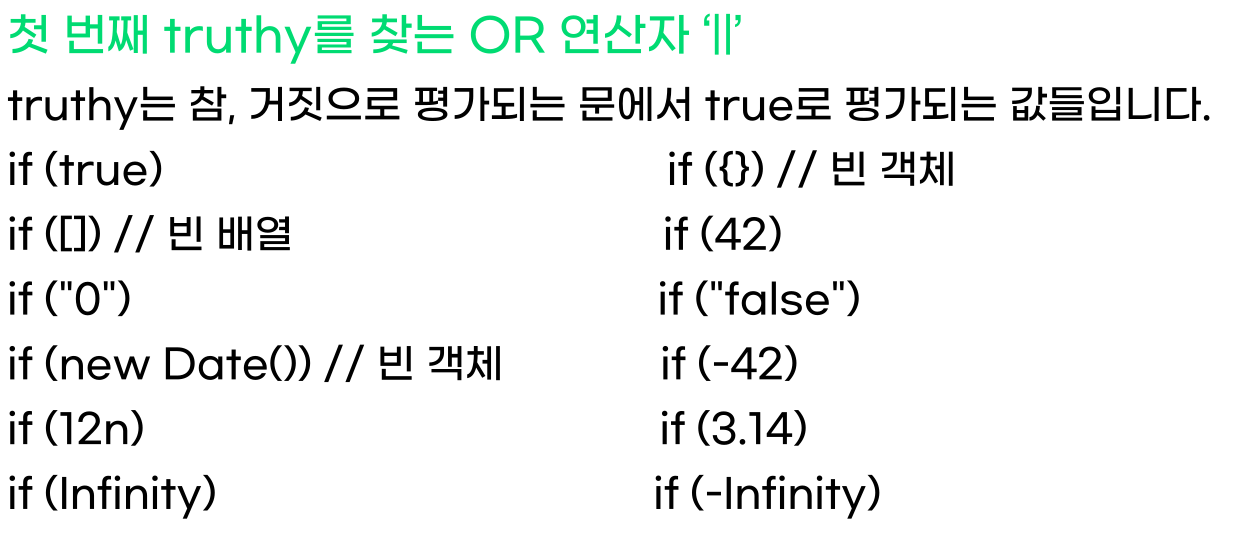 첫 번째 truthy를 찾는 OR 연산자 ‘||’
truthy는 참, 거짓으로 평가되는 문에서 true로 평가되는 값들입니다.
if (true) if ({}) // 빈 객체
if ([]) // 빈 배열 if (42)
if ("0") if ("false")
if (new Date()) // 빈 객체 if (-42)
if (12n) if (3.14)
if (Infinity) if (-Infinity)